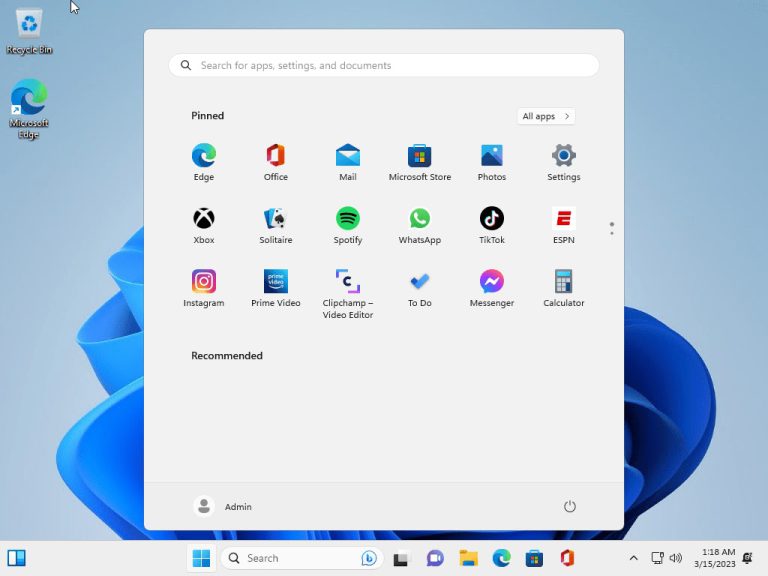 Recycle Bin
Microsoft
Edge
Search for apps, settings, and documents
Pinned
All apps
Edge
Office
Mail
Microsoft Store
Photos
Settings
Xbox
Solitaire
Spotify
WhatsApp
TikTok
ESPN
Instagram
prime
video
Prime Video
Clipchamp –
Video Editor
To Do
Messenger
Calculator
Recommended
Admin
Search
1:18 AM
3/15/2023